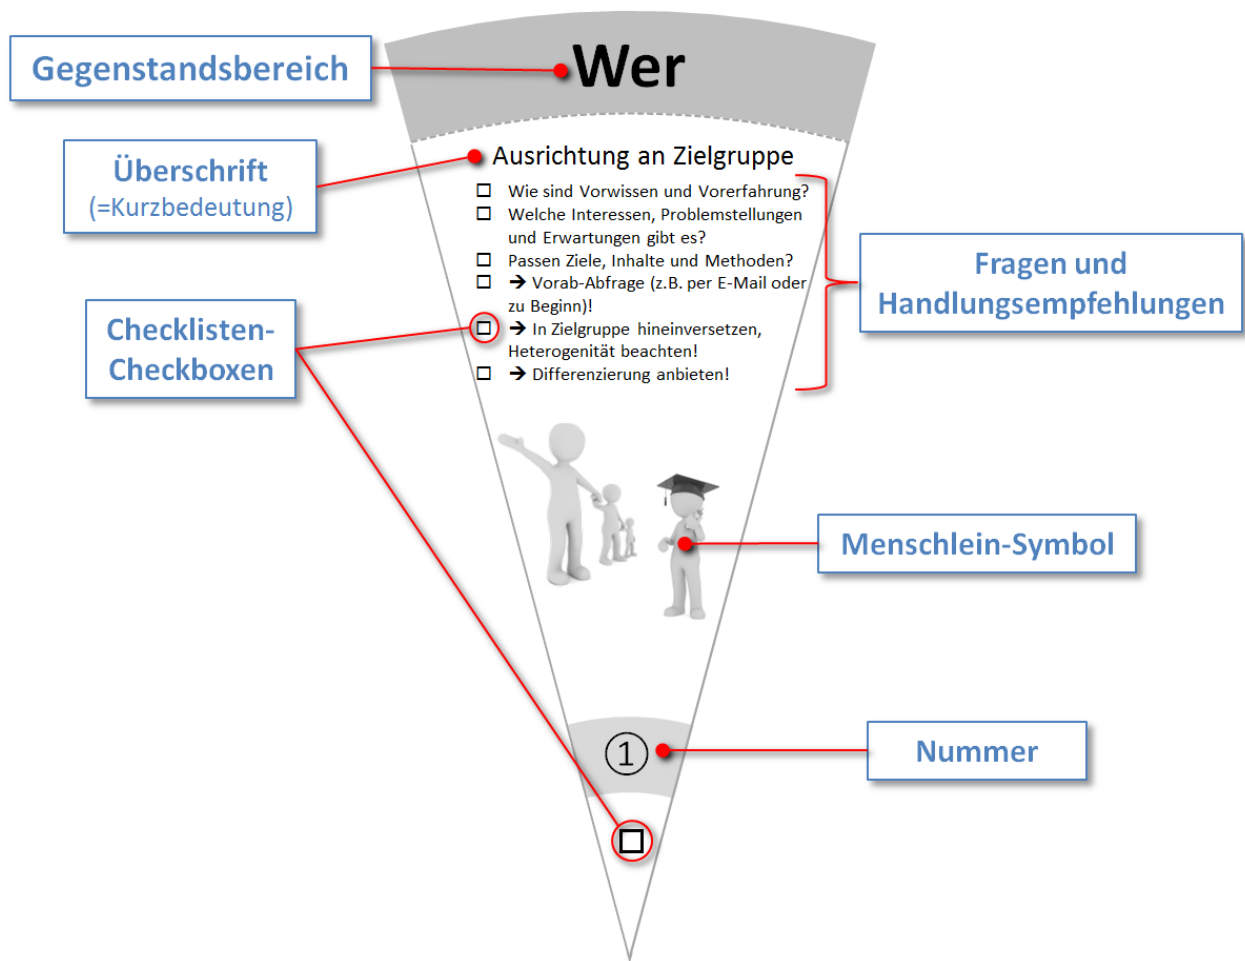 Wer
Gegenstandsbereich
Überschrift
(=Kurzbedeutung)
Ausrichtung an Zielgruppe
☐ Wie sind Vorwissen und Vorerfahrung?
☐ Welche Interessen, Problemstellungen
und Erwartungen gibt es?
☐ Passen Ziele, Inhalte und Methoden?
☐ ➔ Vorab-Abfrage (z.B. per E-Mail oder
zu Beginn)!
☐ ➔ In Zielgruppe hineinversetzen,
Heterogenität beachten!
☐ ➔ Differenzierung anbieten!
Fragen und
Handlungsempfehlungen
Checklisten-
Checkboxen
Menschlein-Symbol
1
Nummer